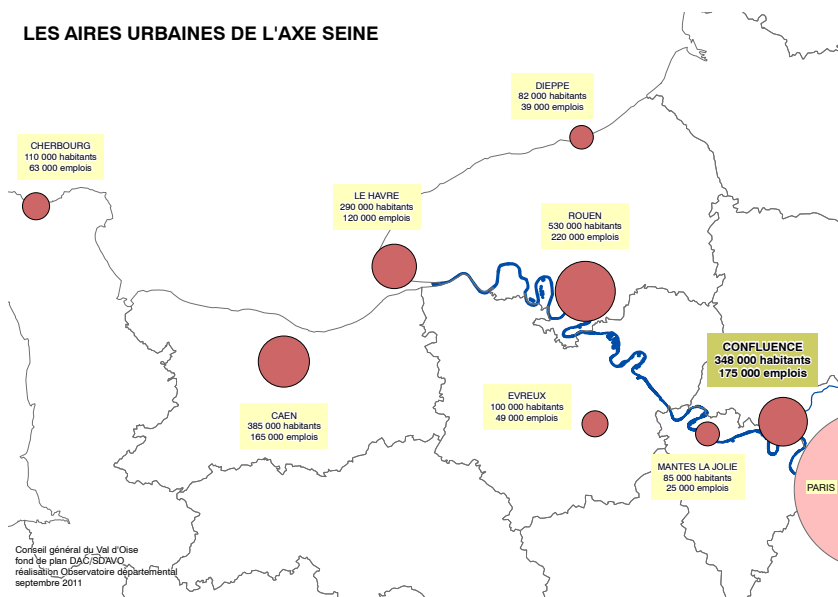 LES AIRES URBAINES DE L'AXE SEINE
DIEPPE
82 000 habitants
39 000 emplois
CHERBOURG
110 000 habitants
63 000 emplois
LE HAVRE
290 000 habitants
120 000 emplois
ROUEN
530 000 habitants
220 000 emplois
CONFLUENCE
348 000 habitants
175 000 emplois
EVREUX
100 000 habitants
49 000 emplois
CAEN
385 000 habitants
165 000 emplois
MANTES LA JOLIE
85 000 habitants
25 000 emplois
PARIS
Conseil général du Val d'Oise
fond de plan DAC/SDAVO
réalisation Observatoire départemental
septembre 2011